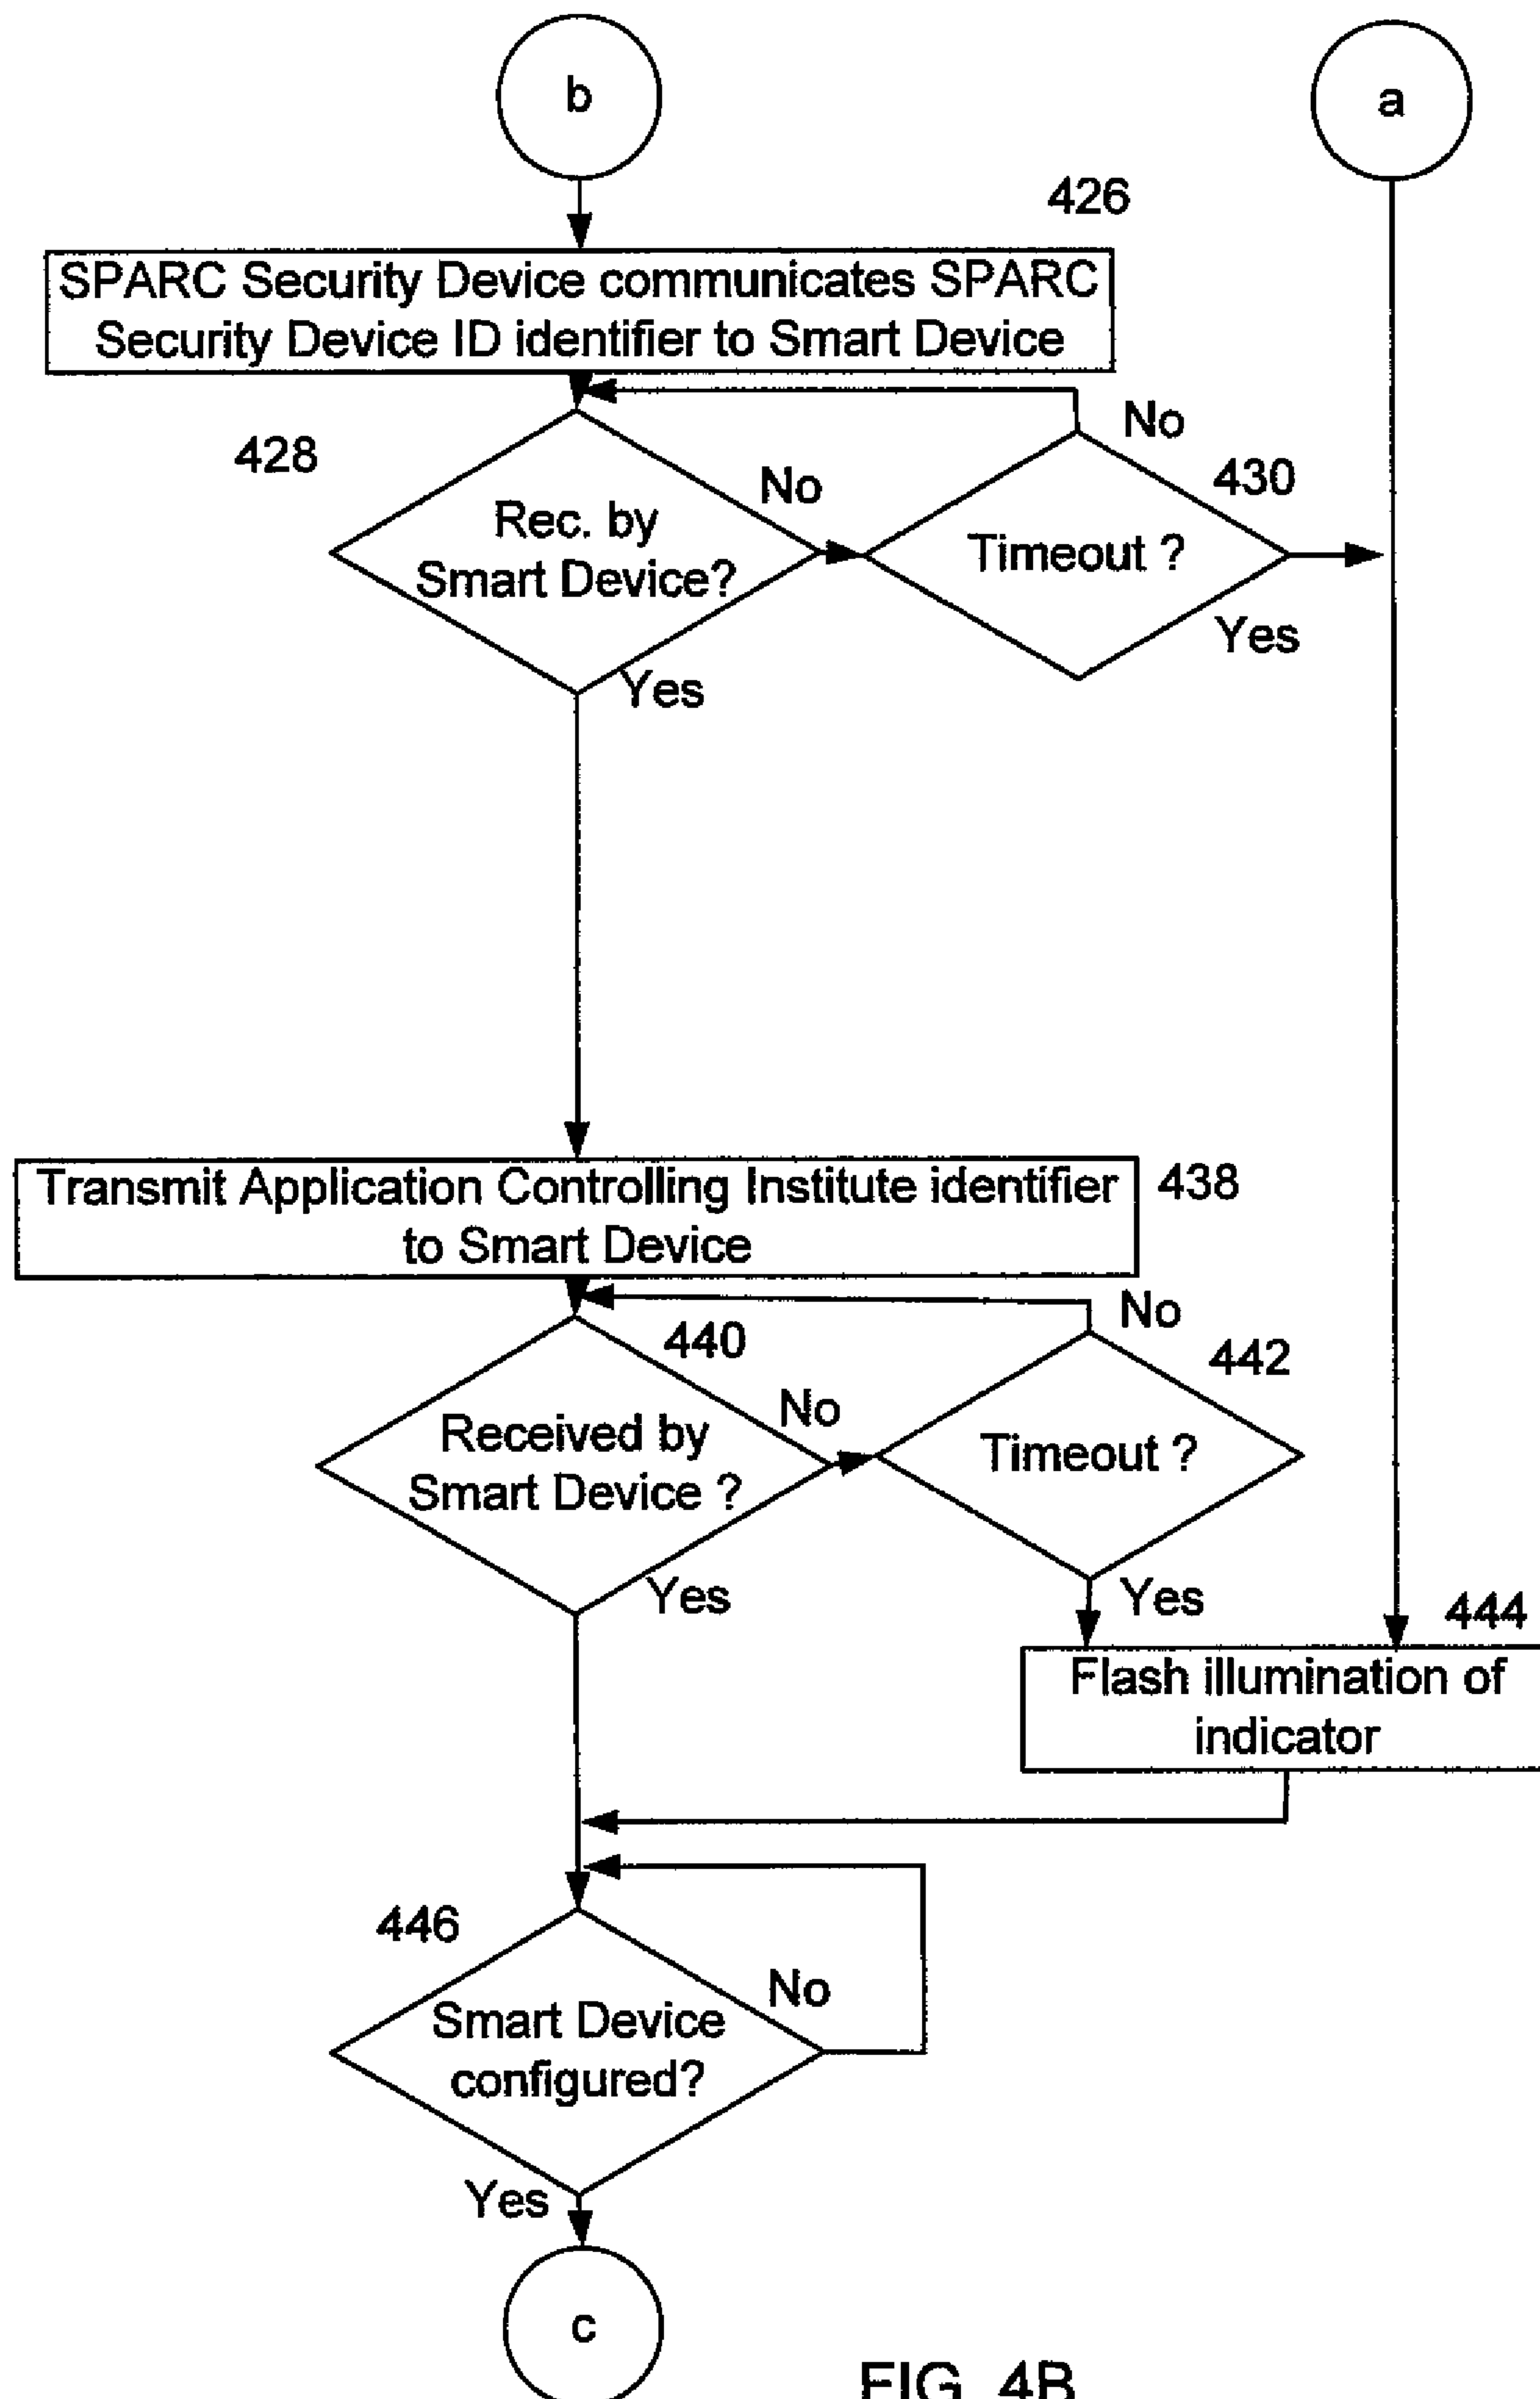 b
a
426
SPARC Security Device communicates SPARC
Security Device ID identifier to Smart Device
No
428
No
430
Rec. by
Smart Device?
Timeout ?
Yes
Yes
Transmit Application Controlling Institute identifier
to Smart Device
438
No
440
442
No
Received by
Smart Device ?
Timeout ?
Yes
Yes
444
Flash illumination of
indicator
446
No
Smart Device
configured?
Yes
c
FIG. 4B